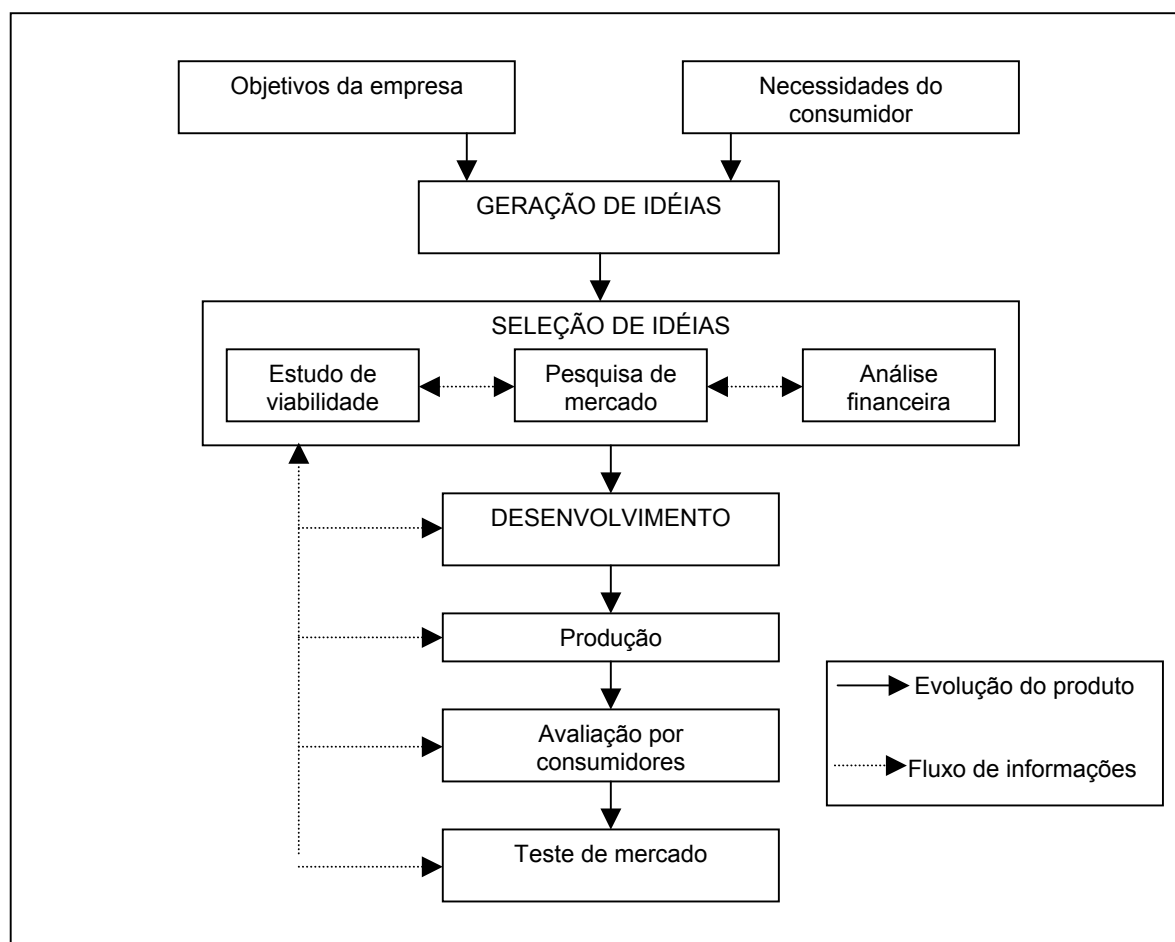 Objetivos da empresa
Necessidades do
consumidor
GERAÇÃO DE IDÉIAS
SELEÇÃO DE IDÉIAS
Estudo de
viabilidade
Pesquisa de
mercado
Análise
financeira
DESENVOLVIMENTO
Produção
Avaliação por
consumidores
Teste de mercado
Evolução do produto
Fluxo de informações